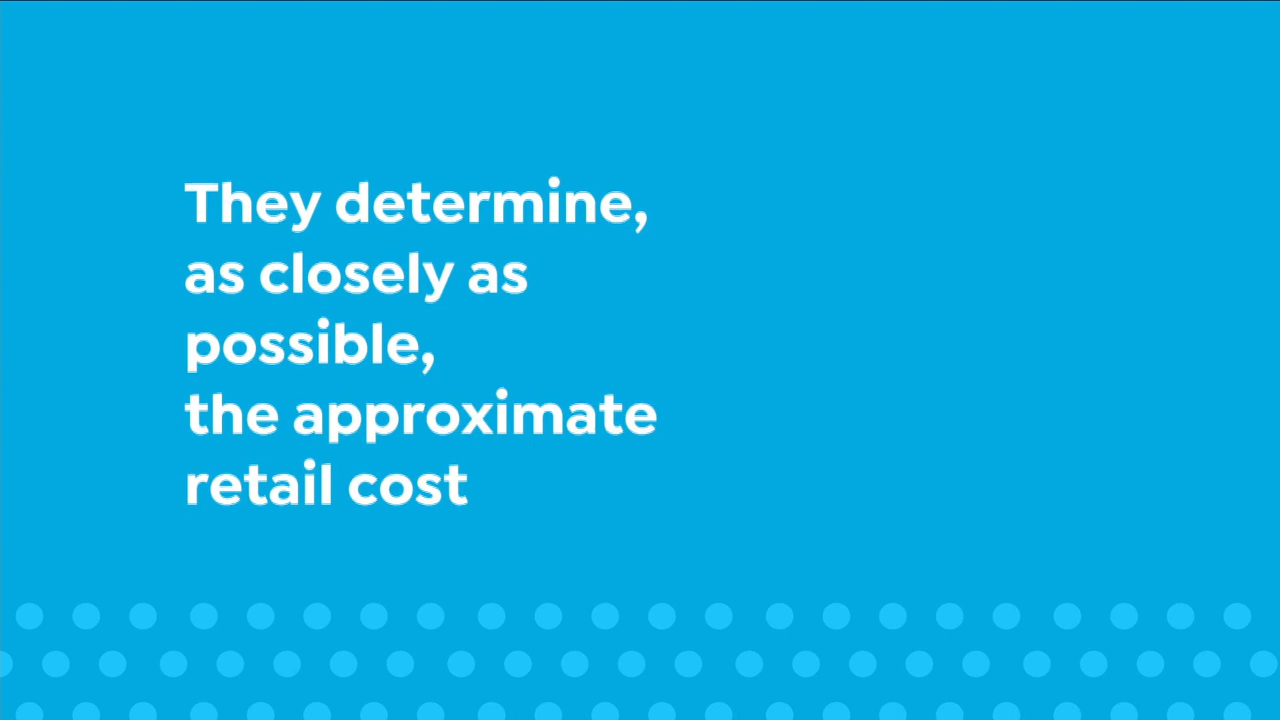 They determine,
as closely as
possible,
the approximate
retail cost